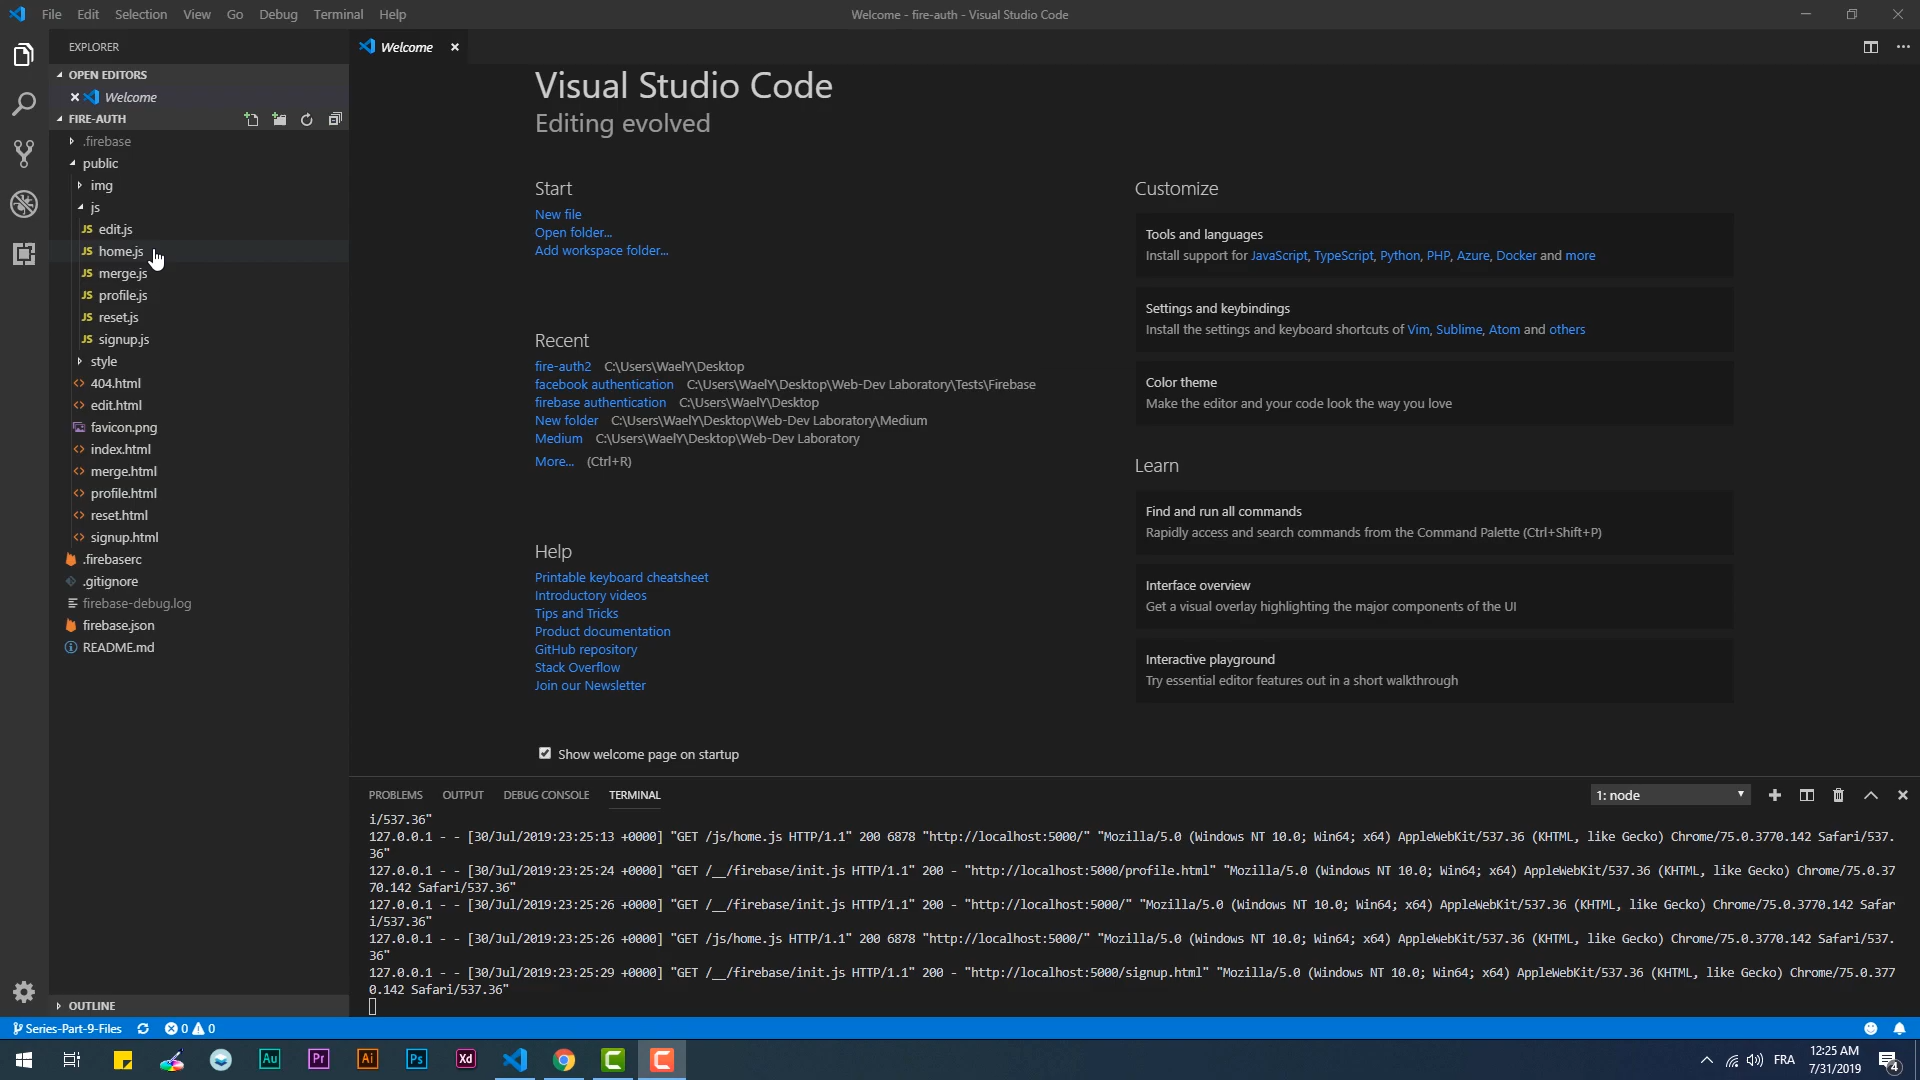 File Edit Selection View Go Debug Terminal Help
Welcome - fire-auth - Visual Studio Code
EXPLORER
OPEN EDITORS
Welcome
FIRE-AUTH
.firebase
public
img
js
JS edit.js
JS home.js
JS merge.js
JS profile.js
JS reset.js
JS signup.js
style
404.html
edit.html
favicon.png
index.html
merge.html
profile.html
reset.html
signup.html
.firebaserc
.gitignore
firebase-debug.log
firebase.json
README.md
OUTLINE
Welcome
Visual Studio Code
Editing evolved
Start
New file
Open folder...
Add workspace folder...
Recent
fire-auth2 C:\Users\WaelY\Desktop
facebook authentication C:\Users\WaelY\Desktop\Web-Dev Laboratory\Tests\Firebase
firebase authentication C:\Users\WaelY\Desktop
New folder C:\Users\WaelY\Desktop\Web-Dev Laboratory\Medium
Medium C:\Users\WaelY\Desktop\Web-Dev Laboratory
More... (Ctrl+R)
Help
Printable keyboard cheatsheet
Introductory videos
Tips and Tricks
Product documentation
GitHub repository
Stack Overflow
Join our Newsletter
Show welcome page on startup
Customize
Tools and languages
Install support for JavaScript, TypeScript, Python, PHP, Azure, Docker and more
Settings and keybindings
Install the settings and keyboard shortcuts of Vim, Sublime, Atom and others
Color theme
Make the editor and your code look the way you love
Learn
Find and run all commands
Rapidly access and search commands from the Command Palette (Ctrl+Shift+P)
Interface overview
Get a visual overlay highlighting the major components of the UI
Interactive playground
Try essential editor features out in a short walkthrough
PROBLEMS OUTPUT DEBUG CONSOLE TERMINAL
1: node
i/537.36"
127.0.0.1 - - [30/Jul/2019:23:25:13 +0000] "GET /js/home.js HTTP/1.1" 200 6878 "http://localhost:5000/" "Mozilla/5.0 (Windows NT 10.0; Win64; x64) AppleWebKit/537.36 (KHTML, like Gecko) Chrome/75.0.3770.142 Safari/537.
36"
127.0.0.1 - - [30/Jul/2019:23:25:24 +0000] "GET /__/firebase/init.js HTTP/1.1" 200 - "http://localhost:5000/profile.html" "Mozilla/5.0 (Windows NT 10.0; Win64; x64) AppleWebKit/537.36 (KHTML, like Gecko) Chrome/75.0.37
70.142 Safari/537.36"
127.0.0.1 - - [30/Jul/2019:23:25:26 +0000] "GET /__/firebase/init.js HTTP/1.1" 200 - "http://localhost:5000/" "Mozilla/5.0 (Windows NT 10.0; Win64; x64) AppleWebKit/537.36 (KHTML, like Gecko) Chrome/75.0.3770.142 Safar
i/537.36"
127.0.0.1 - - [30/Jul/2019:23:25:26 +0000] "GET /js/home.js HTTP/1.1" 200 6878 "http://localhost:5000/" "Mozilla/5.0 (Windows NT 10.0; Win64; x64) AppleWebKit/537.36 (KHTML, like Gecko) Chrome/75.0.3770.142 Safari/537.
36"
127.0.0.1 - - [30/Jul/2019:23:25:29 +0000] "GET /__/firebase/init.js HTTP/1.1" 200 - "http://localhost:5000/signup.html" "Mozilla/5.0 (Windows NT 10.0; Win64; x64) AppleWebKit/537.36 (KHTML, like Gecko) Chrome/75.0.377
0.142 Safari/537.36"
Series-Part-9-Files 0 0
Au Pr Ai Ps Xd C C
FRA
12:25 AM
7/31/2019
4